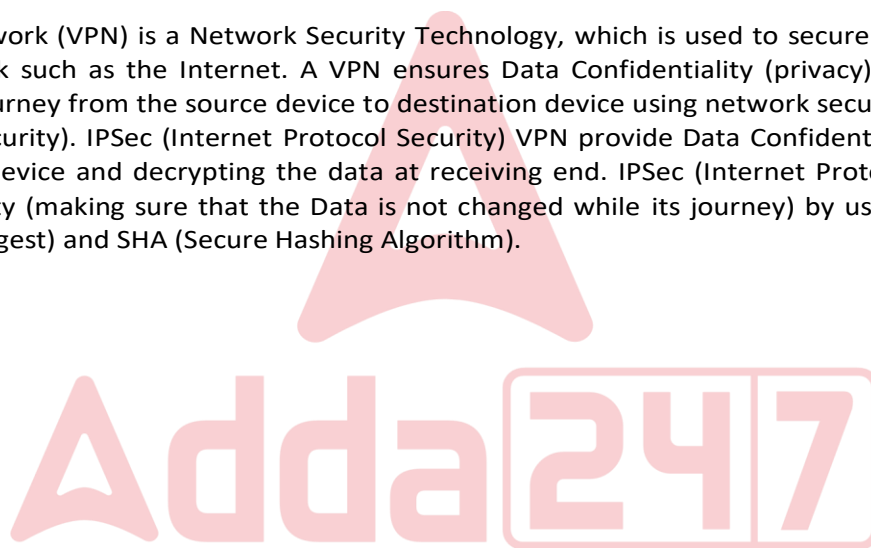 work (VPN) is a Network Security Technology, which is used to secure
k such as the Internet. A VPN ensures Data Confidentiality (privacy)
urney from the source device to destination device using network secu
curity). IPSec (Internet Protocol Security) VPN provide Data Confident
evice and decrypting the data at receiving end. IPSec (Internet Proto
ty (making sure that the Data is not changed while its journey) by us
gest) and SHA (Secure Hashing Algorithm).
Adda247